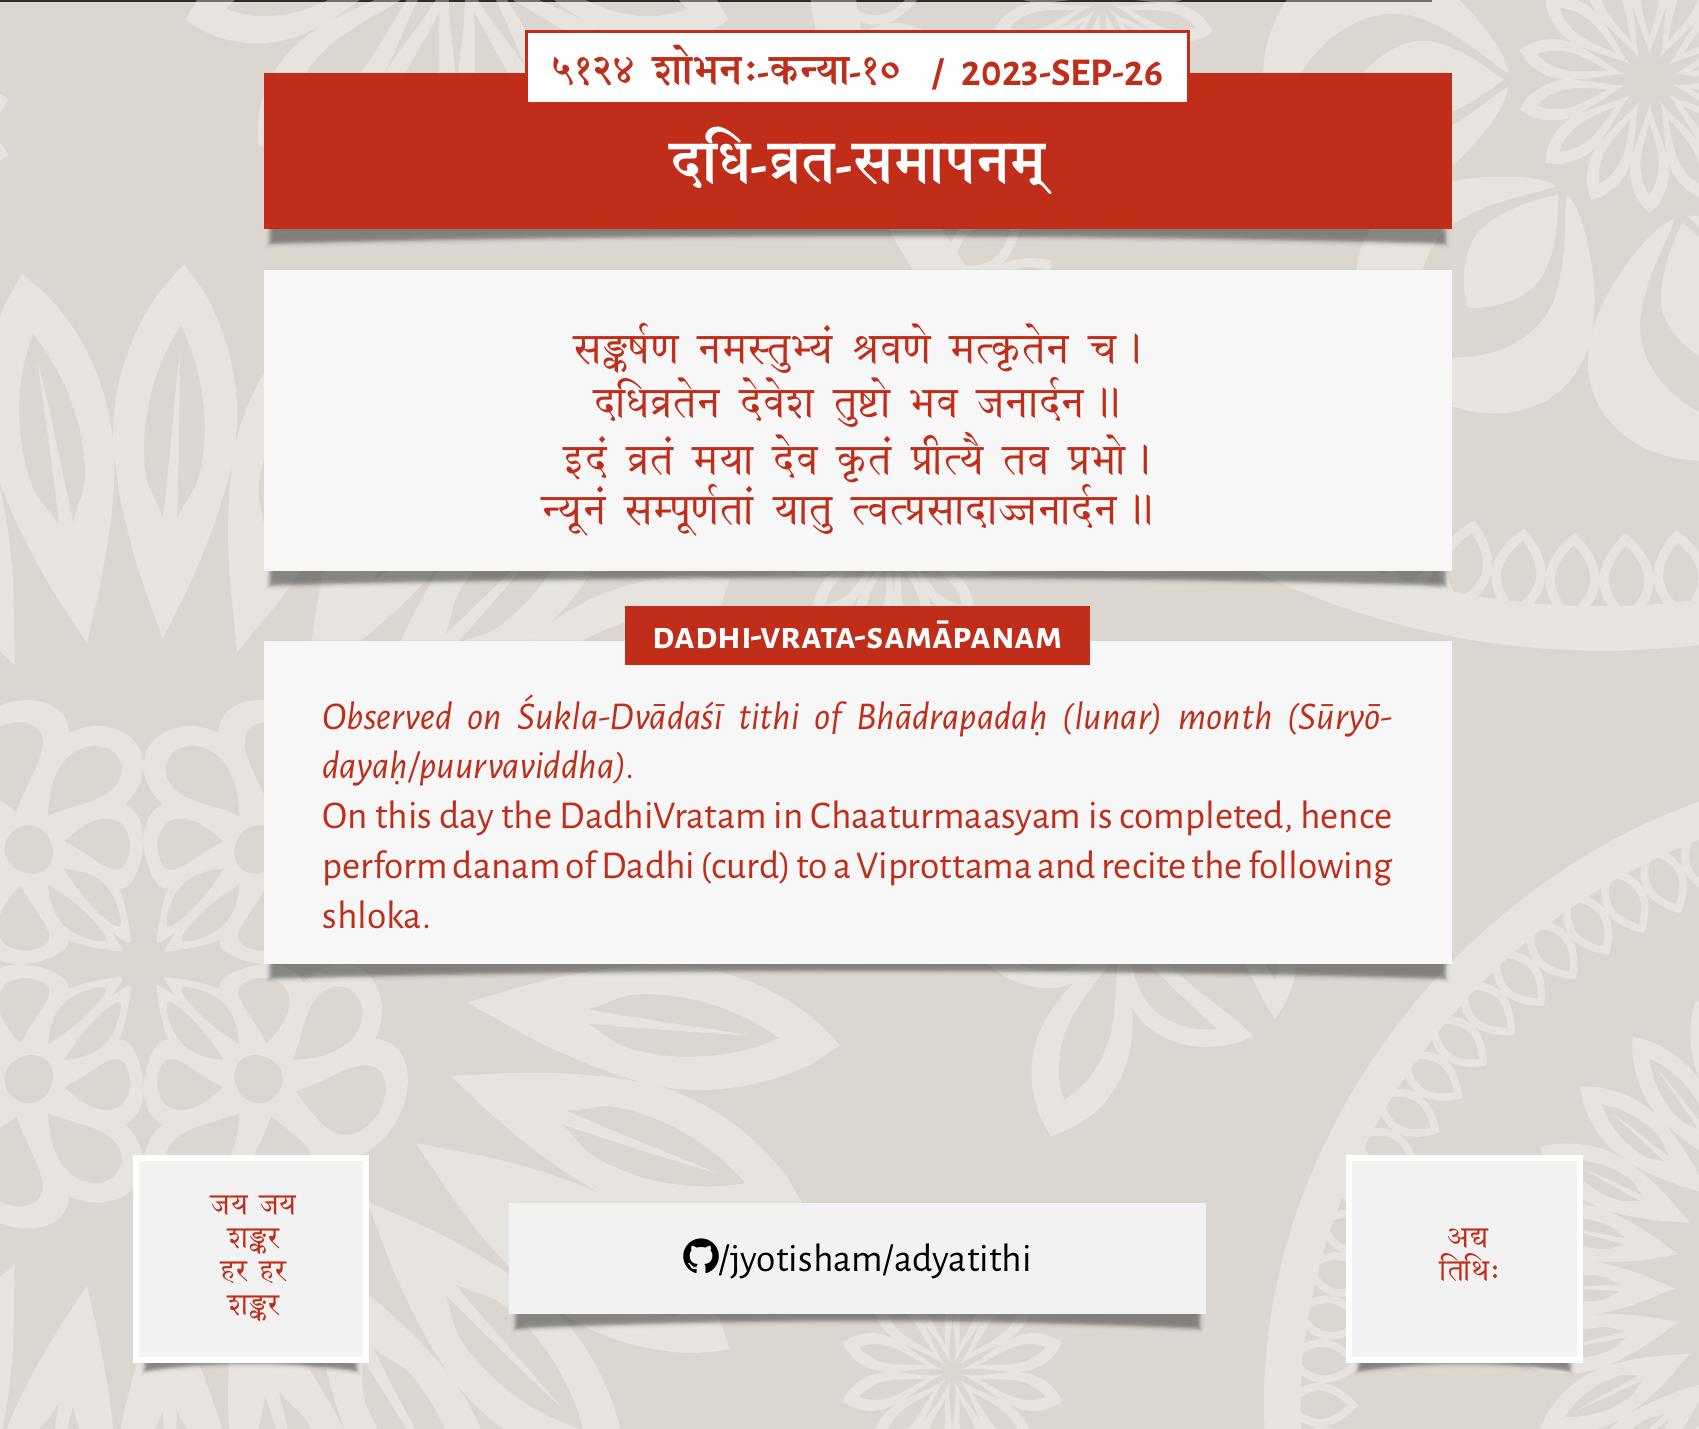 ५१२४ शोभनः-कन्या-१० / 2023-SEP-26
दधि-व्रत-समापनम्
सङ्कर्षण नमस्तुभ्यं श्रवणे मत्कृतेन च।
दधिव्रतेन देवेश तुष्टो भव जनार्दन॥
इदं व्रतं मया देव कृतं प्रीत्यै तव प्रभो।
न्यूनं सम्पूर्णतां यातु त्वत्प्रसादाज्जनार्दन॥
DADHI-VRATA-SAMĀPANAM
Observed on Śukla-Dvādaśī tithi of Bhādrapadaḥ (lunar) month (Sūryō-
dayaḥ/puurvaviddha).
On this day the DadhiVratam in Chaaturmaasyam is completed, hence
perform danam of Dadhi (curd) to a Viprottama and recite the following
shloka.
जय जय
शङ्कर
हर हर
शङ्कर
/jyotisham/adyatithi
अद्य
तिथिः